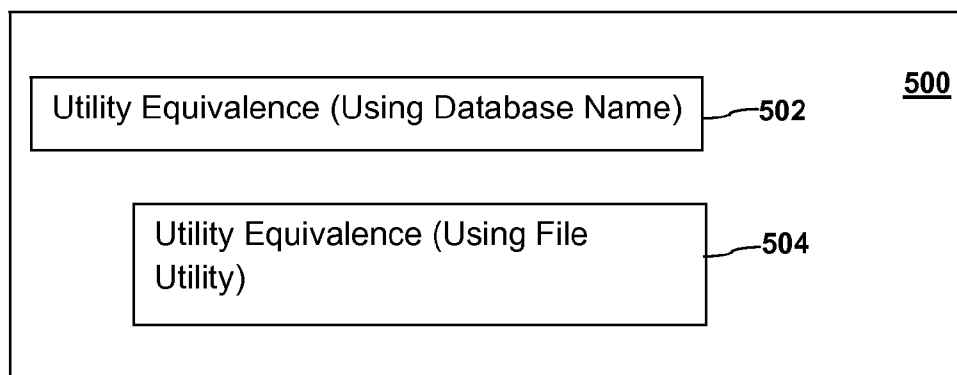 500
Utility Equivalence (Using Database Name)
502
Utility Equivalence (Using File
Utility)
504